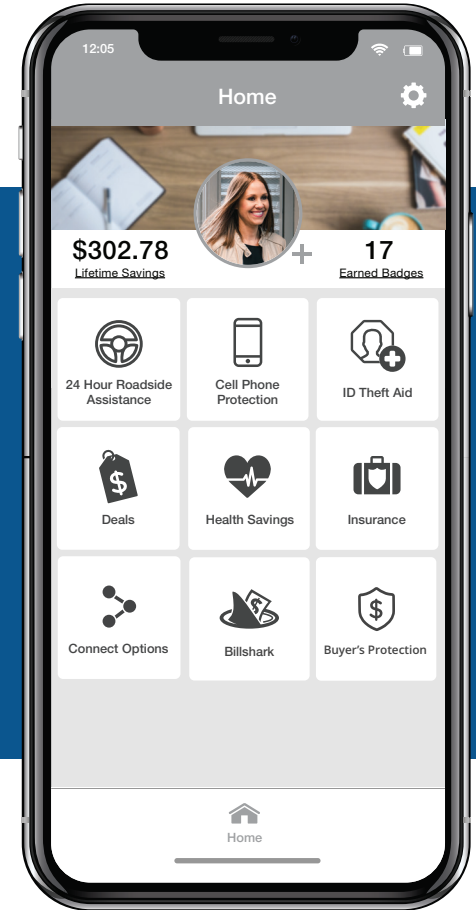 12:05
Home
$302.78
Lifetime Savings
17
Earned Badges
24 Hour Roadside
Assistance
Cell Phone
Protection
ID Theft Aid
Deals
Health Savings
Insurance
Connect Options
Billshark
Buyer's Protection
Home